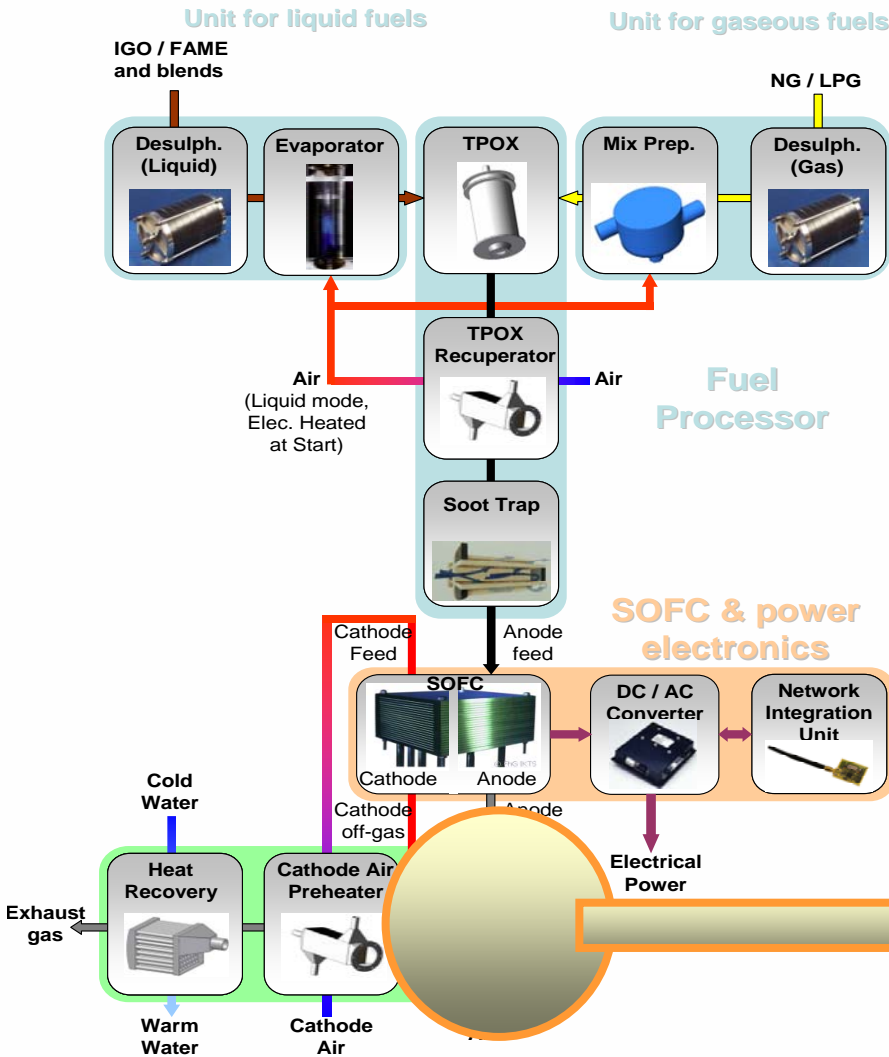 Unit for liquid fuels
Unit for gaseous fuels
IGO / FAME
and blends
NG / LPG
Desulph.
(Liquid)
Evaporator
TPOX
Mix Prep.
Desulph.
(Gas)
TPOX
Recuperator
Air
(Liquid mode,
Elec. Heated
at Start)
Air
Fuel
Processor
Soot Trap
SOFC & power
electronics
Cathode
Feed
Anode
feed
SOFC
Cathode
Anode
DC / AC
Converter
Network
Integration
Unit
Cathode
off-gas
Anode
Electrical
Power
Cold
Water
Heat
Recovery
Cathode Air
Preheater
Exhaust
gas
Warm
Water
Cathode
Air